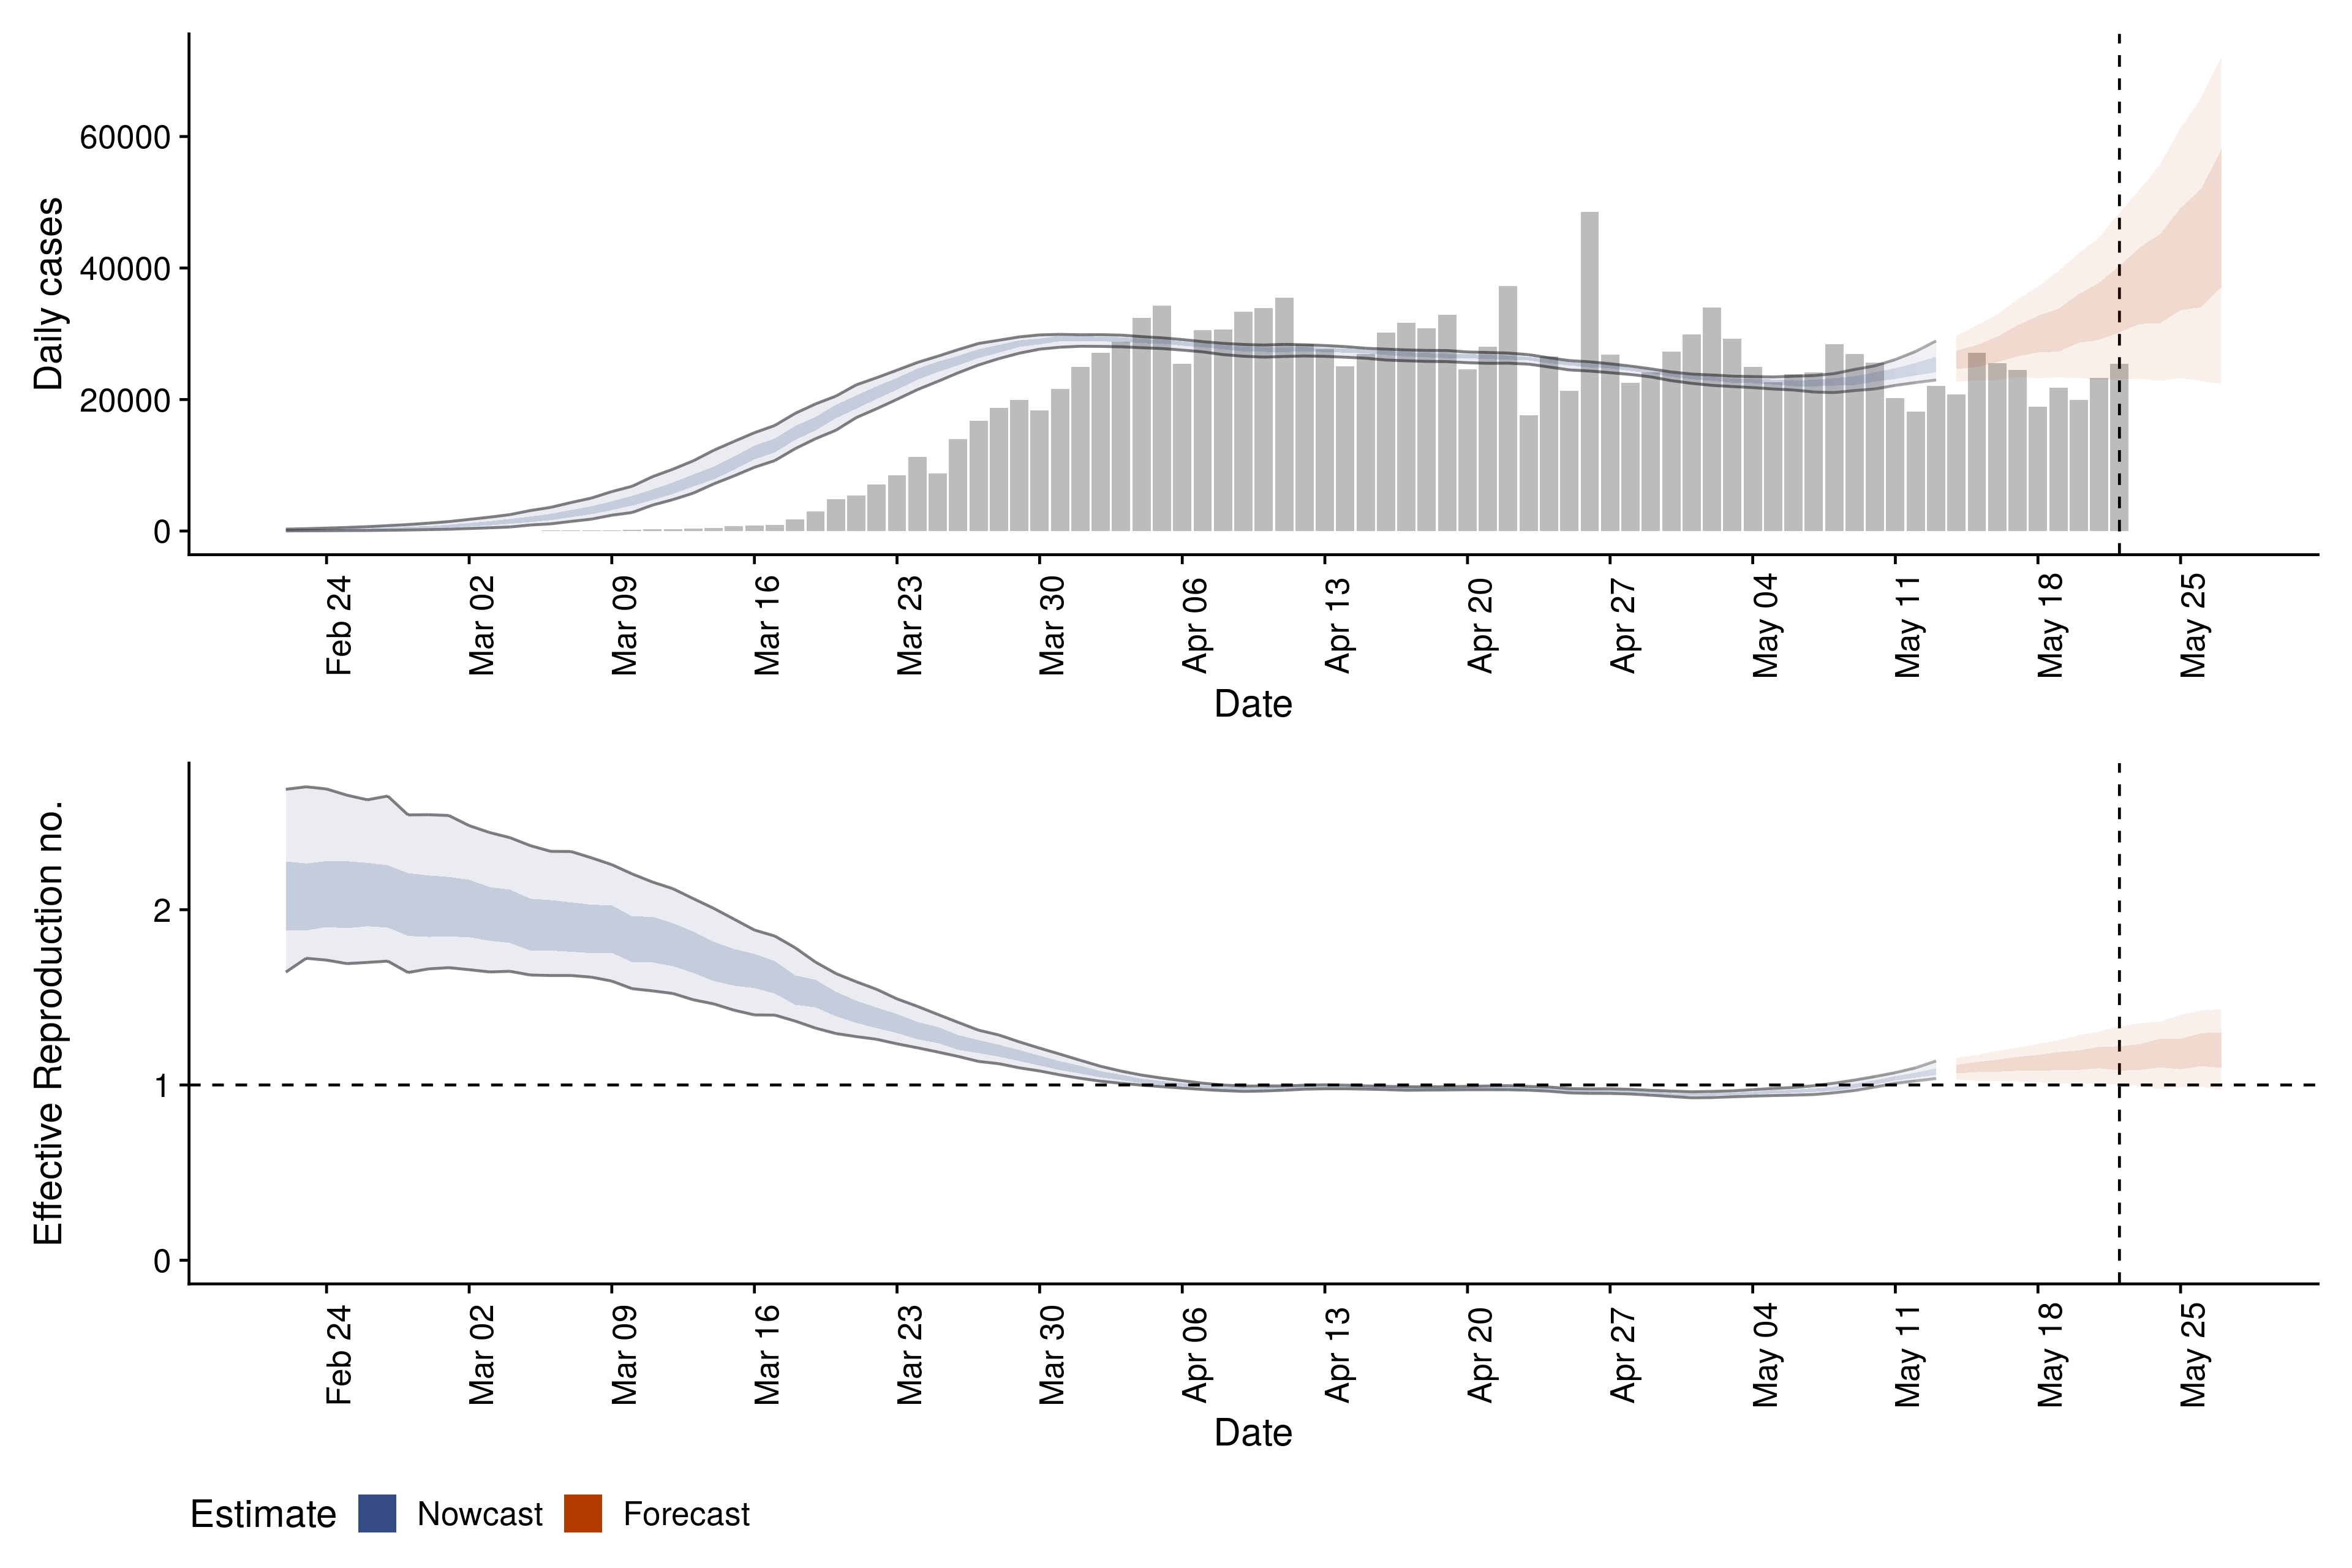 Daily cases
60000
40000
20000
0
Feb 24 Mar 02 Mar 09 Mar 16 Mar 23 Mar 30 Apr 06 Apr 13 Apr 20 Apr 27 May 04 May 11 May 18 May 25
Date
Effective Reproduction no.
2
1
0
Feb 24 Mar 02 Mar 09 Mar 16 Mar 23 Mar 30 Apr 06 Apr 13 Apr 20 Apr 27 May 04 May 11 May 18 May 25
Date
Estimate Nowcast Forecast